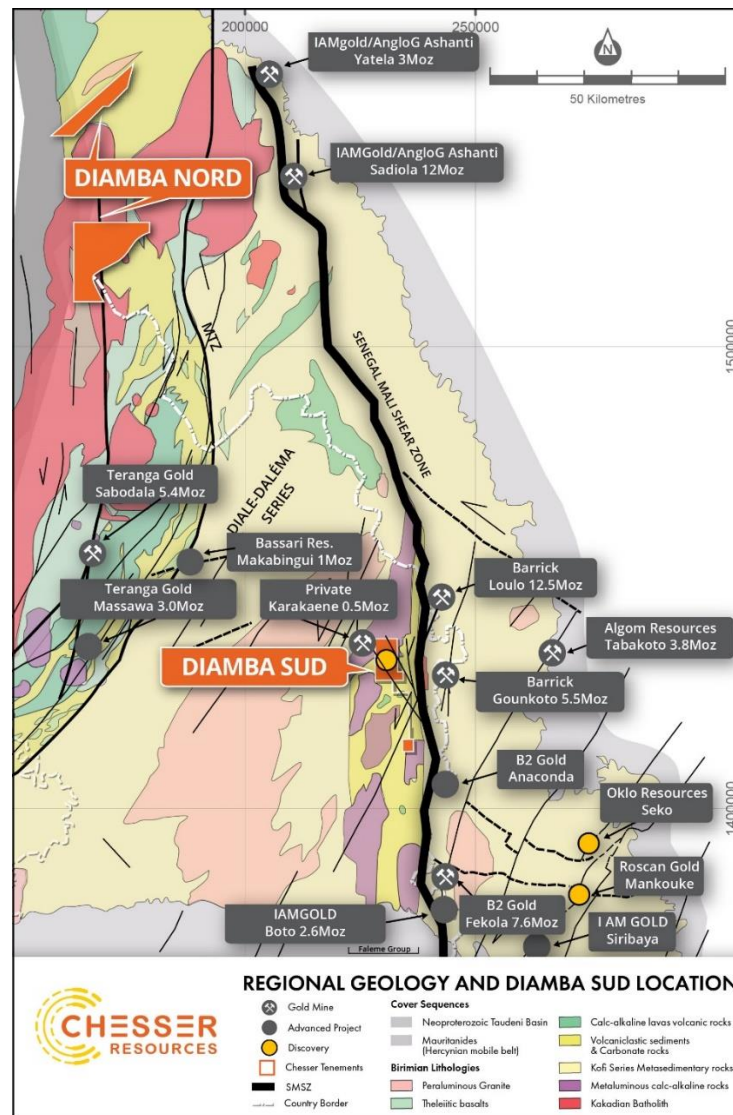 200000
250000
IAMgold/AngloG Ashanti
Yatela 3Moz
N
50 Kilometres
IAMGold/AngloG Ashanti
Sadiola 12Moz
DIAMBA NORD
MTZ
SENEGAL MALI SHEAR ZONE
1500000
DIALE-DALÉMA
SERIES
Teranga Gold
Sabodala 5.4Moz
Bassari Res.
Makabingui 1Moz
Teranga Gold
Massawa 3.0Moz
Private
Karakaene 0.5Moz
Barrick
Loulo 12.5Moz
Algom Resources
Tabakoto 3.8Moz
DIAMBA SUD
Barrick
Gounkoto 5.5Moz
B2 Gold
Anaconda
Oklo Resources
Seko
1400000
Roscan Gold
Mankouke
B2 Gold
Fekola 7.6Moz
IAMGOLD
Boto 2.6Moz
I AM GOLD
Siribaya
Faleme Group
CHESSER
RESOURCES
REGIONAL GEOLOGY AND DIAMBA SUD LOCATION
Gold Mine
Advanced Project
Discovery
Chesser Tenements
SMSZ
Country Border
Cover Sequences
Neoproterozoic Taudeni Basin
Mauritanides
(Hercynian mobile belt)
Birimian Lithologies
Peraluminous Granite
Theleiitic basalts
Calc-alkaline lavas volcanic rocks
Volcaniclastic sediments
& Carbonate rocks
Kofi Series Metasedimentary rocks
Metaluminous calc-alkaline rocks
Kakadian Batholith